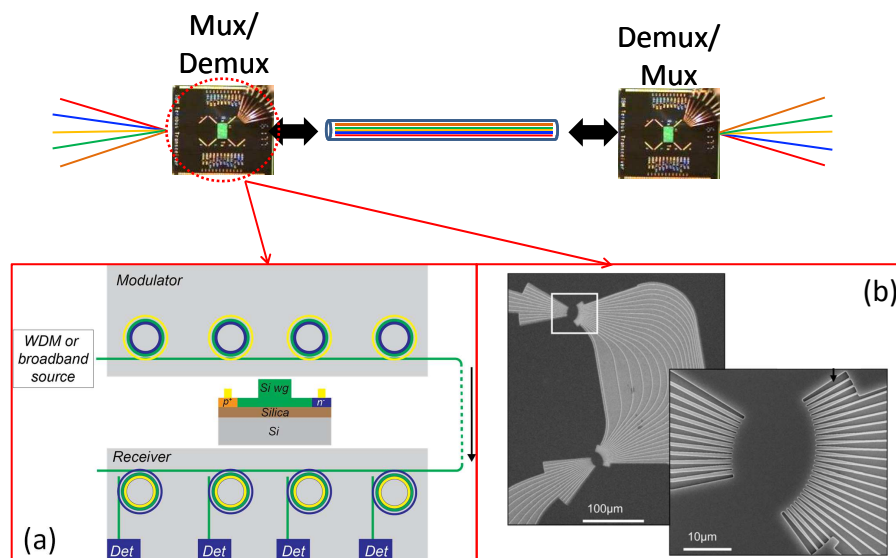 Mux/
Demux
Demux/
Mux
Modulator
WDM or
broadband
source
Si wg
p⁺
n⁻
Silica
Si
Receiver
Det
Det
Det
Det
(a)
(b)
100µm
10µm